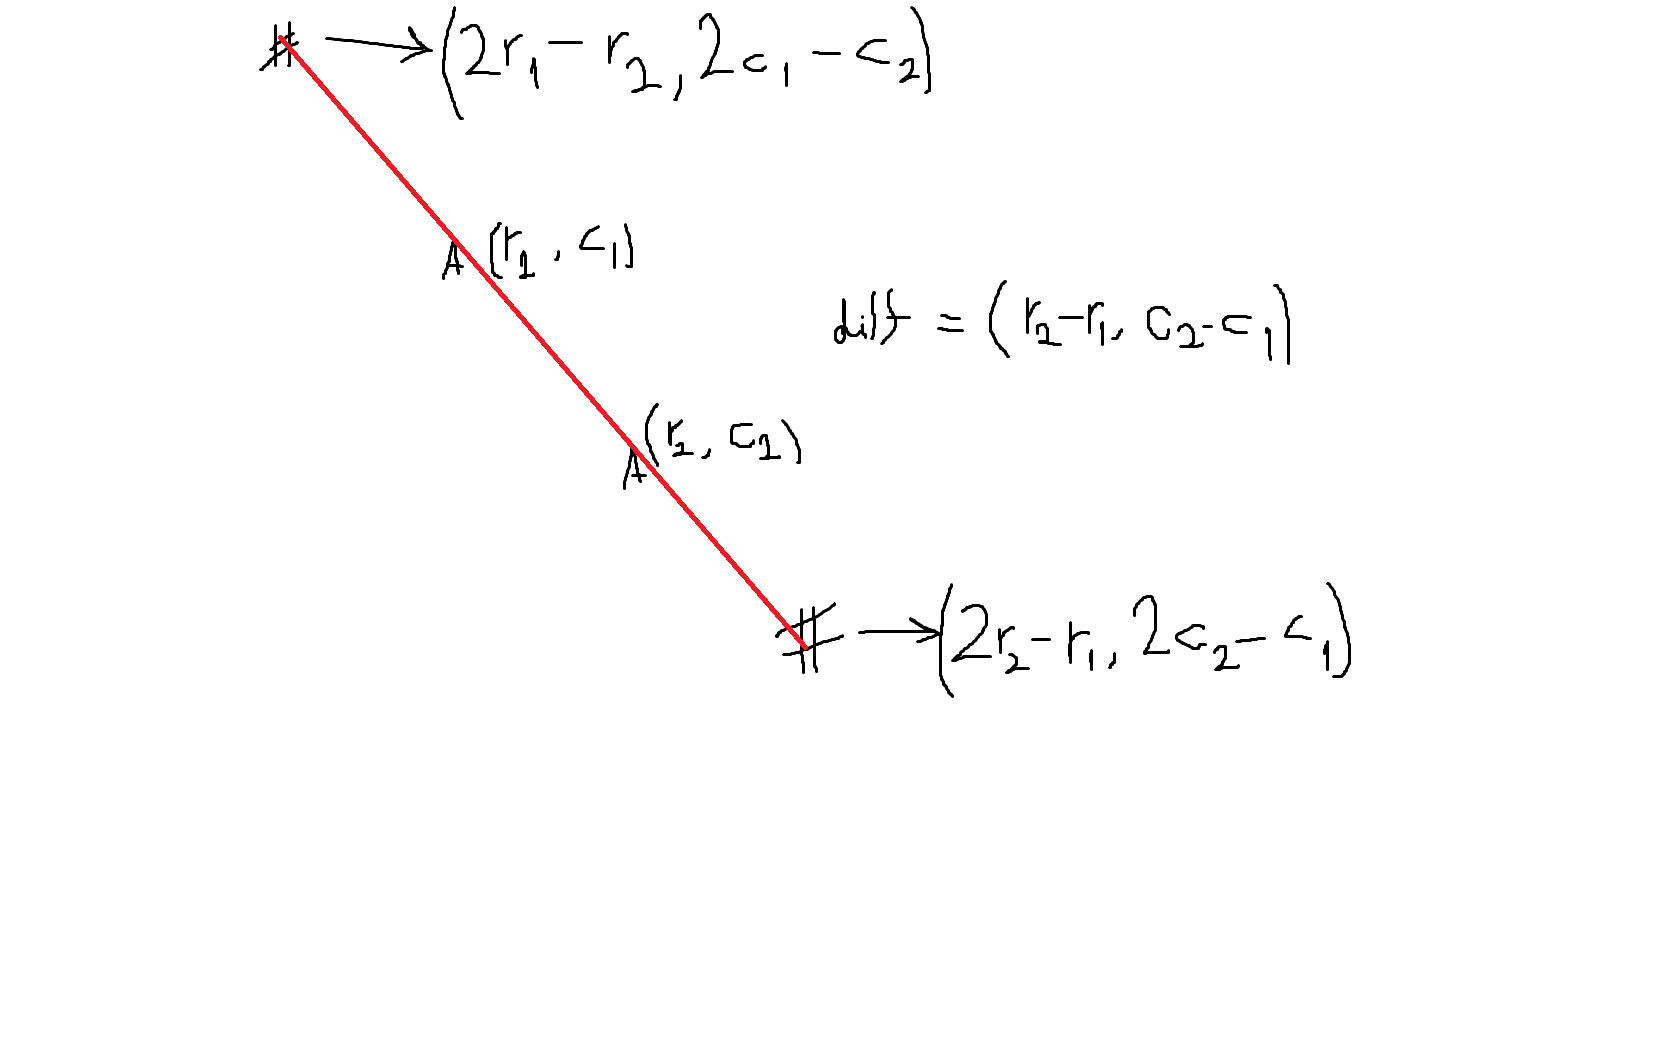 # → (2r₁ - r₂, 2c₁ - c₂)
A (r₁, c₁)
diff = (r₂-r₁, c₂-c₁)
A (r₂, c₂)
# → (2r₂ - r₁, 2c₂ - c₁)